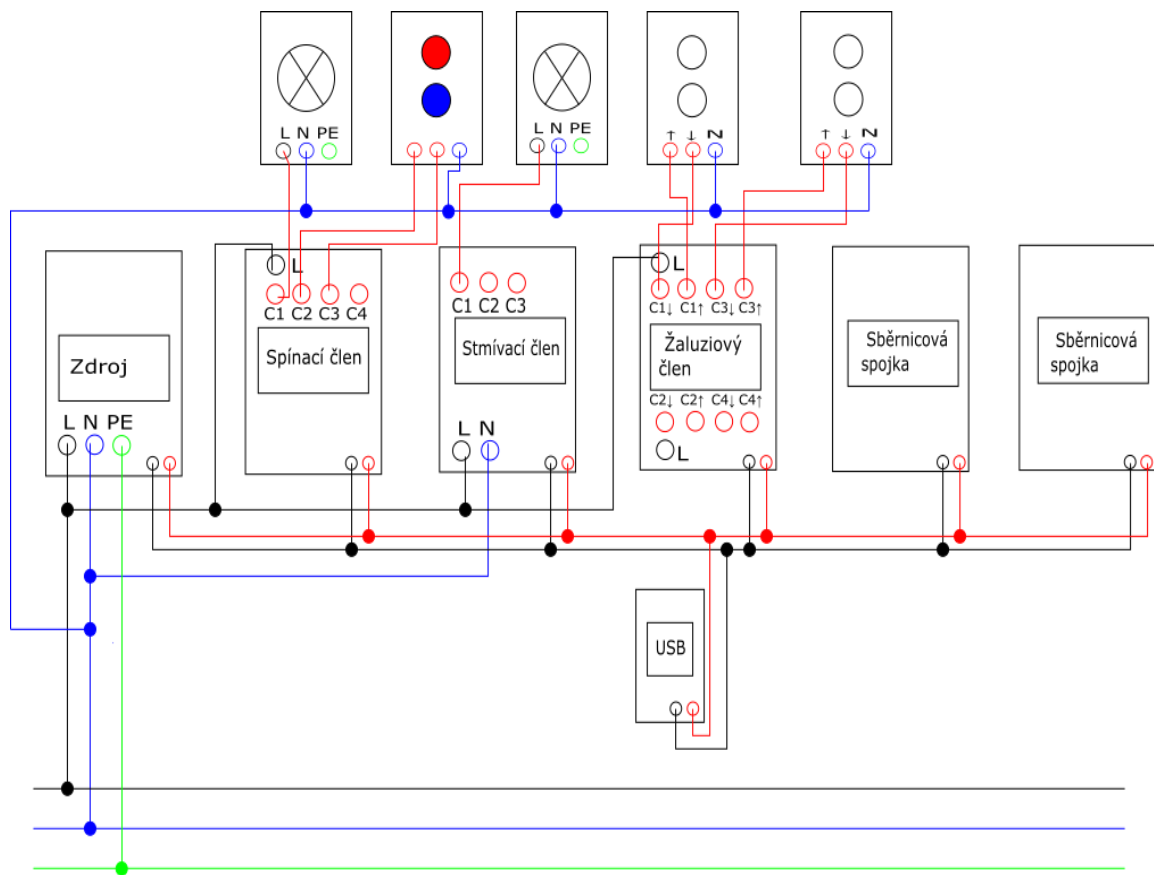 L N PE
L N PE
↑ ↓ N
↑ ↓ N
L
C1 C2 C3 C4
C1 C2 C3
L
C1↓ C1↑ C3↓ C3↑
Zdroj
Spínací člen
Stmívací člen
Žaluziový
člen
Sběrnicová
spojka
Sběrnicová
spojka
C2↓ C2↑ C4↓ C4↑
L N PE
L N
L
USB